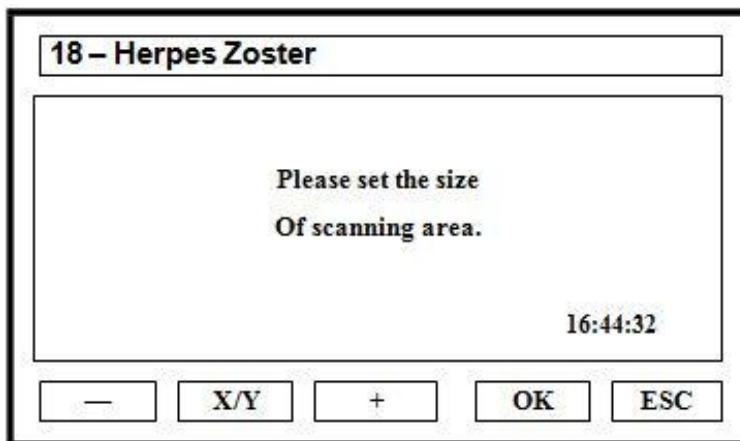 18 – Herpes Zoster
Please set the size
Of scanning area.
16:44:32
— X/Y + OK ESC